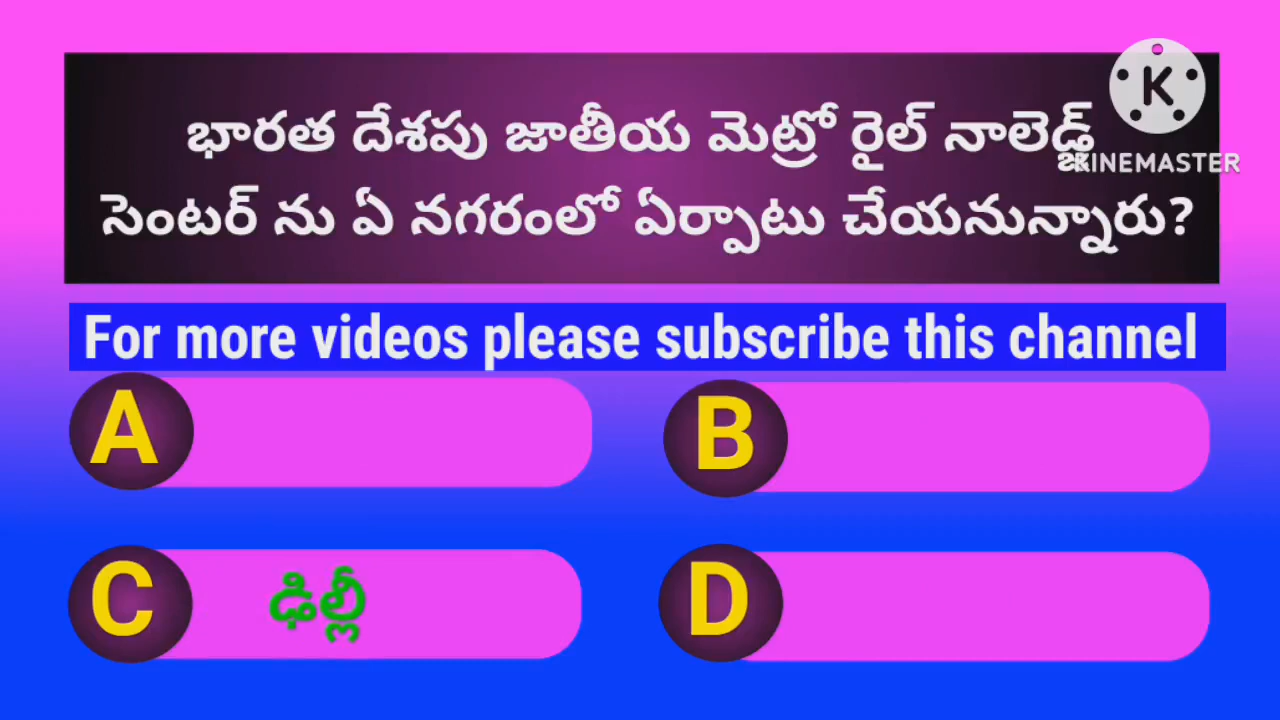 భారత దేశపు జాతీయ మెట్రో రైల్ నాలెడ్జ్
సెంటర్ ను ఏ నగరంలో ఏర్పాటు చేయనున్నారు?
K
KINEMASTER
For more videos please subscribe this channel
A
B
C ఢిల్లీ
D